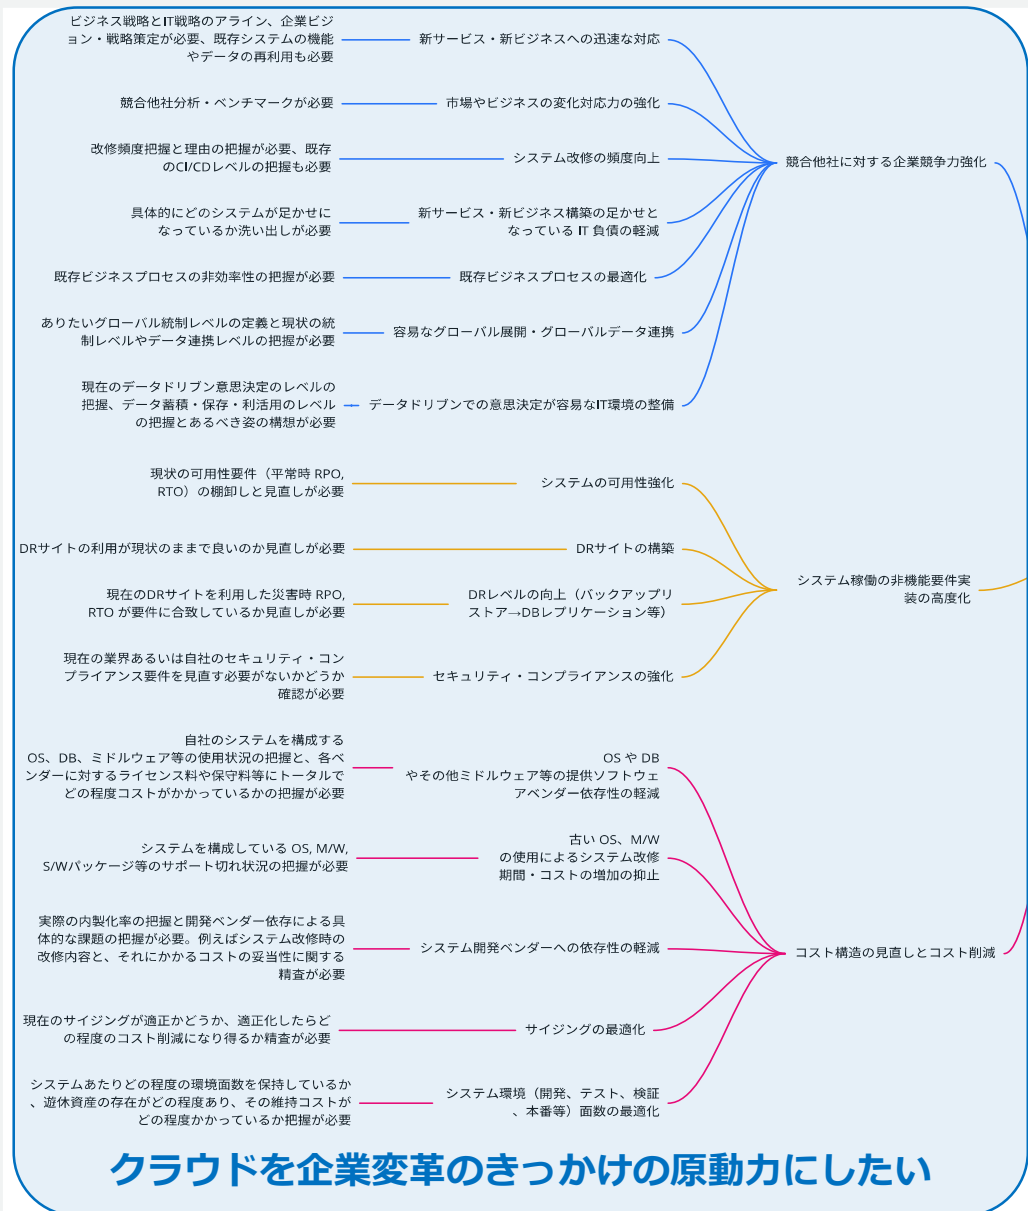 ビジネス戦略とIT戦略のアライン、企業ビジ
ョン・戦略策定が必要、既存システムの機能
やデータの再利用も必要
新サービス・新ビジネスへの迅速な対応
競合他社分析・ベンチマークが必要
市場やビジネスの変化対応力の強化
改修頻度把握と理由の把握が必要、既存
のCI/CDレベルの把握も必要
システム改修の頻度向上
競合他社に対する企業競争力強化
具体的にどのシステムが足かせに
なっているか洗い出しが必要
新サービス・新ビジネス構築の足かせと
なっている IT 負債の軽減
既存ビジネスプロセスの非効率性の把握が必要
既存ビジネスプロセスの最適化
ありたいグローバル統制レベルの定義と現状の統
制レベルやデータ連携レベルの把握が必要
容易なグローバル展開・グローバルデータ連携
現在のデータドリブン意思決定のレベルの
把握、データ蓄積・保存・利活用のレベル
の把握とあるべき姿の構想が必要
データドリブンでの意思決定が容易なIT環境の整備
現状の可用性要件（平常時 RPO,
RTO）の棚卸しと見直しが必要
システムの可用性強化
DRサイトの利用が現状のままで良いのか見直しが必要
DRサイトの構築
システム稼働の非機能要件実
装の高度化
現在のDRサイトを利用した災害時 RPO,
RTO が要件に合致しているか見直しが必要
DRレベルの向上（バックアップリ
ストア→DBレプリケーション等）
現在の業界あるいは自社のセキュリティ・コン
プライアンス要件を見直す必要がないかどうか
確認が必要
セキュリティ・コンプライアンスの強化
自社のシステムを構成する
OS、DB、ミドルウェア等の使用状況の把握と、各ベ
ンダーに対するライセンス料や保守料等にトータルで
どの程度コストがかかっているかの把握が必要
OS や DB
やその他ミドルウェア等の提供ソフトウェ
アベンダー依存性の軽減
システムを構成している OS, M/W,
S/Wパッケージ等のサポート切れ状況の把握が必要
古い OS、M/W
の使用によるシステム改修
期間・コストの増加の抑止
実際の内製化率の把握と開発ベンダー依存による具
体的な課題の把握が必要。例えばシステム改修時の
改修内容と、それにかかるコストの妥当性に関する
精査が必要
システム開発ベンダーへの依存性の軽減
コスト構造の見直しとコスト削減
現在のサイジングが適正かどうか、適正化したらど
の程度のコスト削減になり得るか精査が必要
サイジングの最適化
システムあたりどの程度の環境面数を保持しているか
、遊休資産の存在がどの程度あり、その維持コストが
どの程度かかっているか把握が必要
システム環境（開発、テスト、検証
、本番等）面数の最適化
クラウドを企業変革のきっかけの原動力にしたい